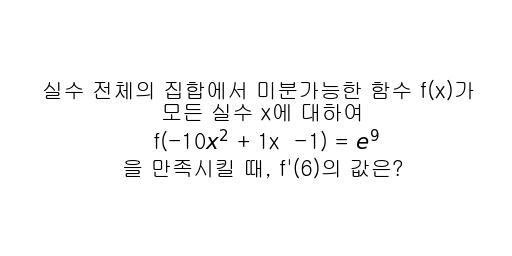 실수 전체의 집합에서 미분가능한 함수 f(x)가
모든 실수 x에 대하여
f(−10x² + 1x −1) = e⁹
을 만족시킬 때, f'(6)의 값은?